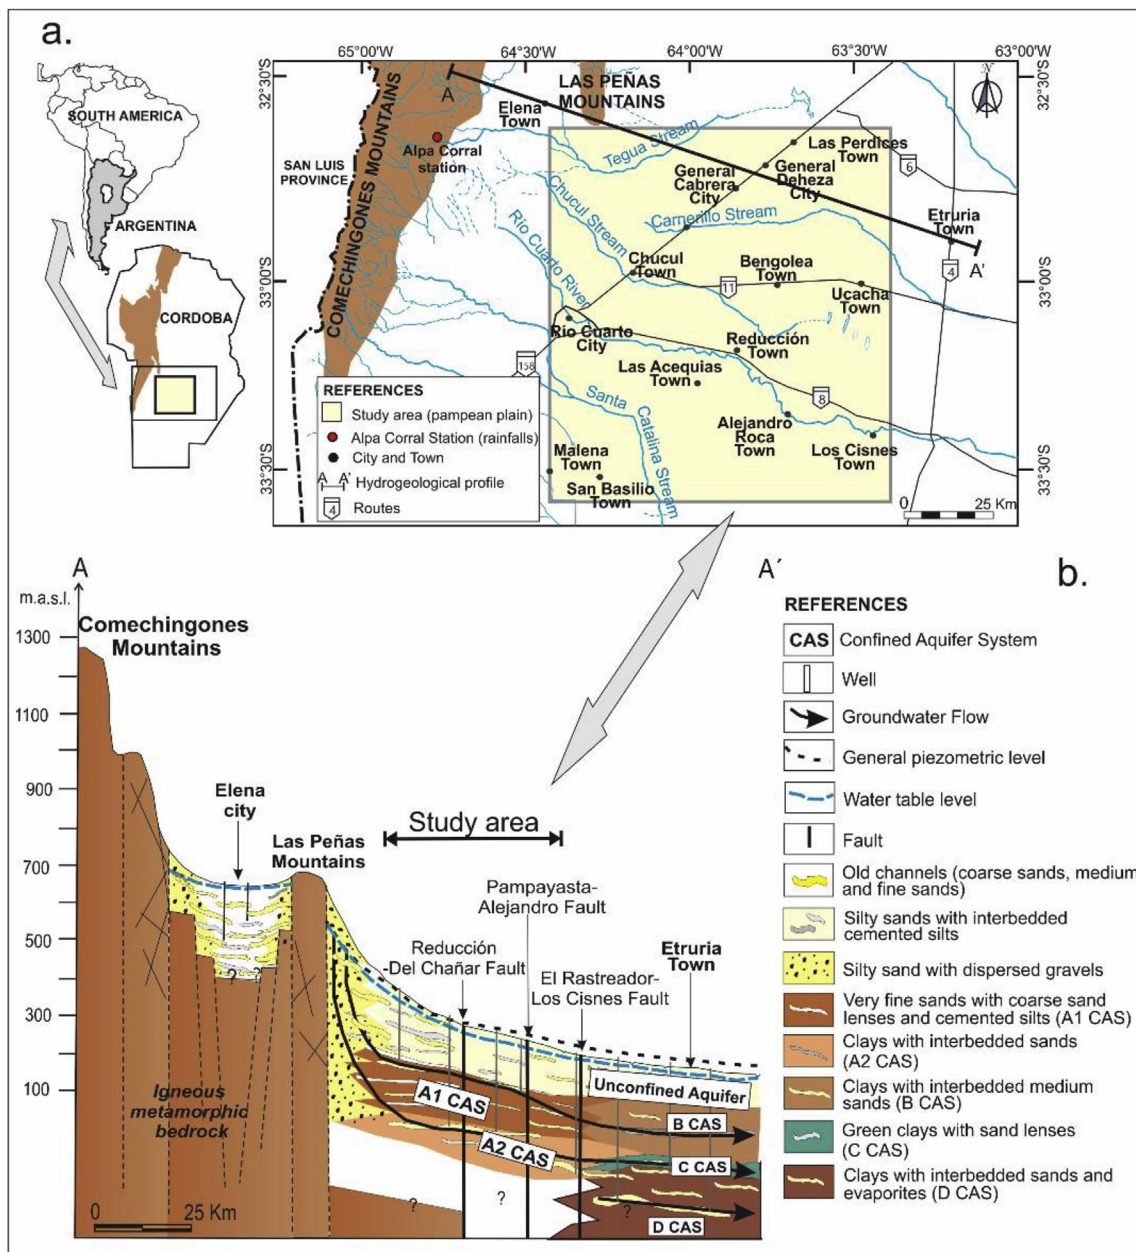 a.
65°00'W
64°30'W
64°00'W
63°30'W
63°00'W
32°30'S
33°00'S
33°30'S
32°30'S
33°00'S
33°30'S
SOUTH AMERICA
ARGENTINA
CORDOBA
SAN LUIS
PROVINCE
COMECHINGONES MOUNTAINS
LAS PEÑAS
MOUNTAINS
A
Elena
Town
Alpa Corral
station
Tegua Stream
Las Perdices
Town
6
General
Deheza
City
General
Cabrera
City
Chucul Stream
Carnerillo Stream
Etruria
Town
A'
4
Río Cuarto River
Chucul
Town
Bengolea
Town
11
Ucacha
Town
Río Cuarto
City
Reducción
Town
158
Las Acequias
Town
8
Santa
Catalina Stream
Alejandro
Roca
Town
Los Cisnes
Town
Malena
Town
San Basilio
Town
0
25 Km
REFERENCES
Study area (pampean plain)
Alpa Corral Station (rainfalls)
City and Town
A A' Hydrogeological profile
4 Routes
b.
A
A´
m.a.s.l.
1300
1100
900
700
500
300
100
Comechingones
Mountains
Elena
city
Las Peñas
Mountains
Study area
Pampayasta-
Alejandro Fault
Reducción
-Del Chañar Fault
El Rastreador-
Los Cisnes Fault
Etruria
Town
? ?
Igneous
metamorphic
bedrock
A1 CAS
A2 CAS
Unconfined Aquifer
B CAS
C CAS
D CAS
?
?
?
0
25 Km
REFERENCES
CAS Confined Aquifer System
Well
Groundwater Flow
General piezometric level
Water table level
Fault
Old channels (coarse sands, medium
and fine sands)
Silty sands with interbedded
cemented silts
Silty sand with dispersed gravels
Very fine sands with coarse sand
lenses and cemented silts (A1 CAS)
Clays with interbedded sands
(A2 CAS)
Clays with interbedded medium
sands (B CAS)
Green clays with sand lenses
(C CAS)
Clays with interbedded sands and
evaporites (D CAS)